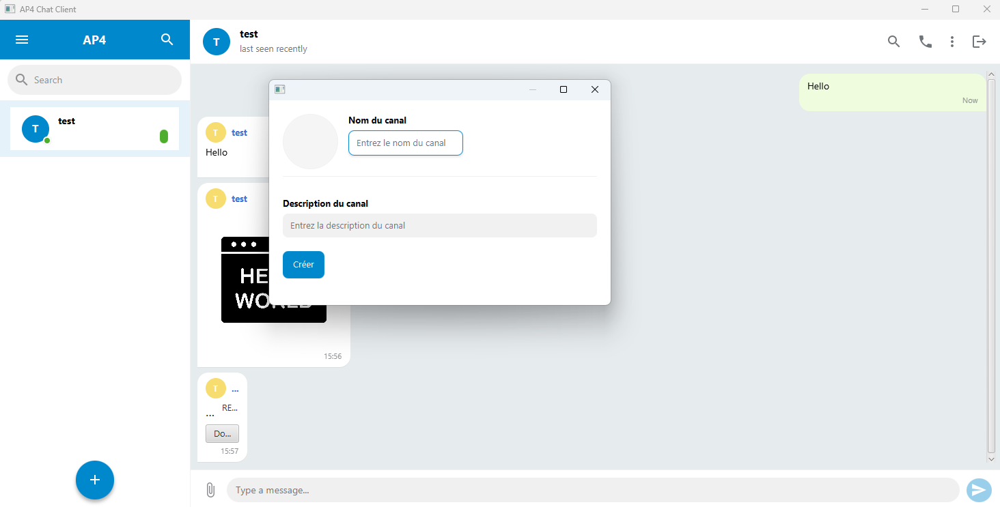 AP4 Chat Client
AP4
Search
T
test
T
test
last seen recently
Hello
Now
T
test
Hello
T
test
HE
WORLD
15:56
T
...
...
RE...
Do...
15:57
Nom du canal
Entrez le nom du canal
Description du canal
Entrez la description du canal
Créer
+
Type a message...